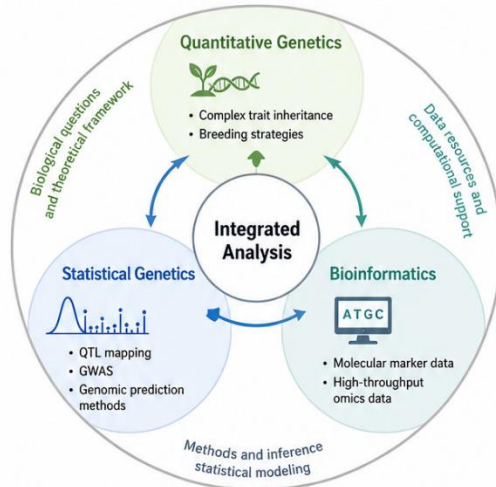 Quantitative Genetics
• Complex trait inheritance
• Breeding strategies
Biological questions
and theoretical framework
Data resources and
computational support
Integrated
Analysis
Statistical Genetics
• QTL mapping
• GWAS
• Genomic prediction
methods
Bioinformatics
ATGC
• Molecular marker data
• High-throughput
omics data
Methods and inference
statistical modeling